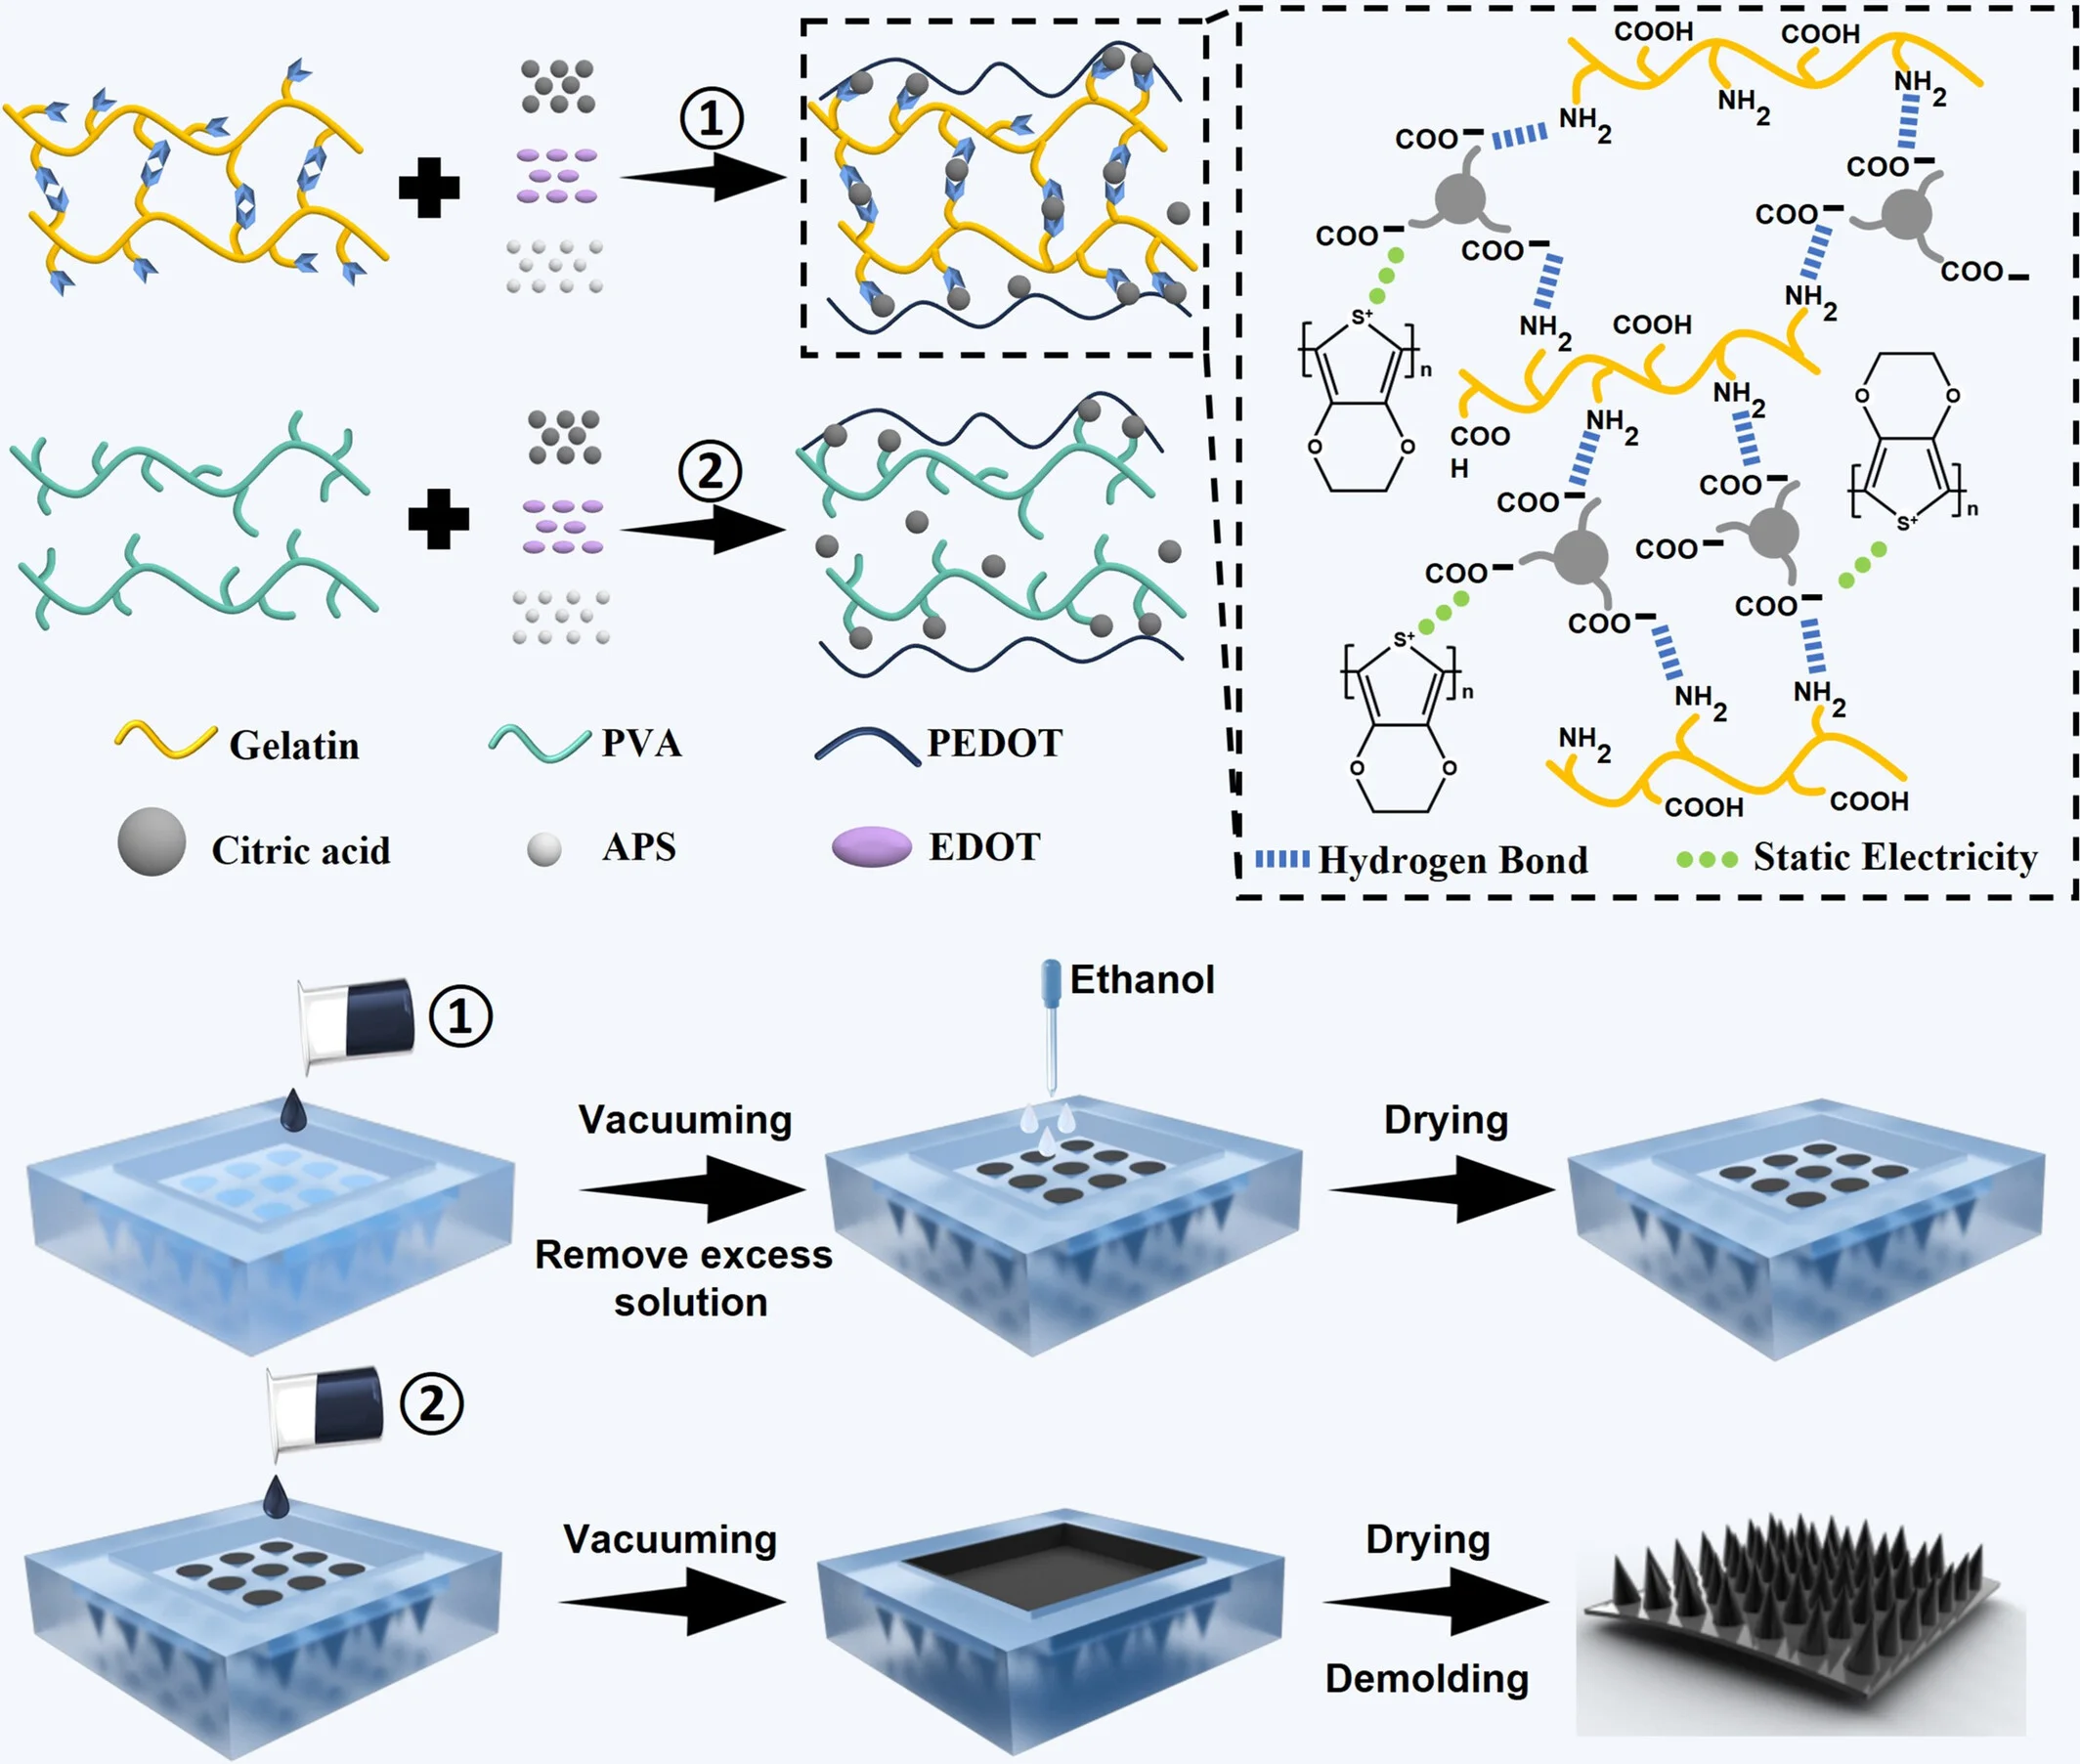 ①
②
Gelatin
PVA
PEDOT
Citric acid
APS
EDOT
COOH
COOH
NH2
NH2
NH2
COO−
COO−
COO−
COO−
COO−
COO−
NH2
NH2
S+
n
O
O
COOH
COO
H
NH2
NH2
O
O
S+
n
COO−
COO−
COO−
COO−
COO−
COO−
S+
n
O
O
NH2
NH2
NH2
COOH
COOH
Hydrogen Bond
Static Electricity
①
Vacuuming
Remove excess
solution
Ethanol
Drying
②
Vacuuming
Drying
Demolding